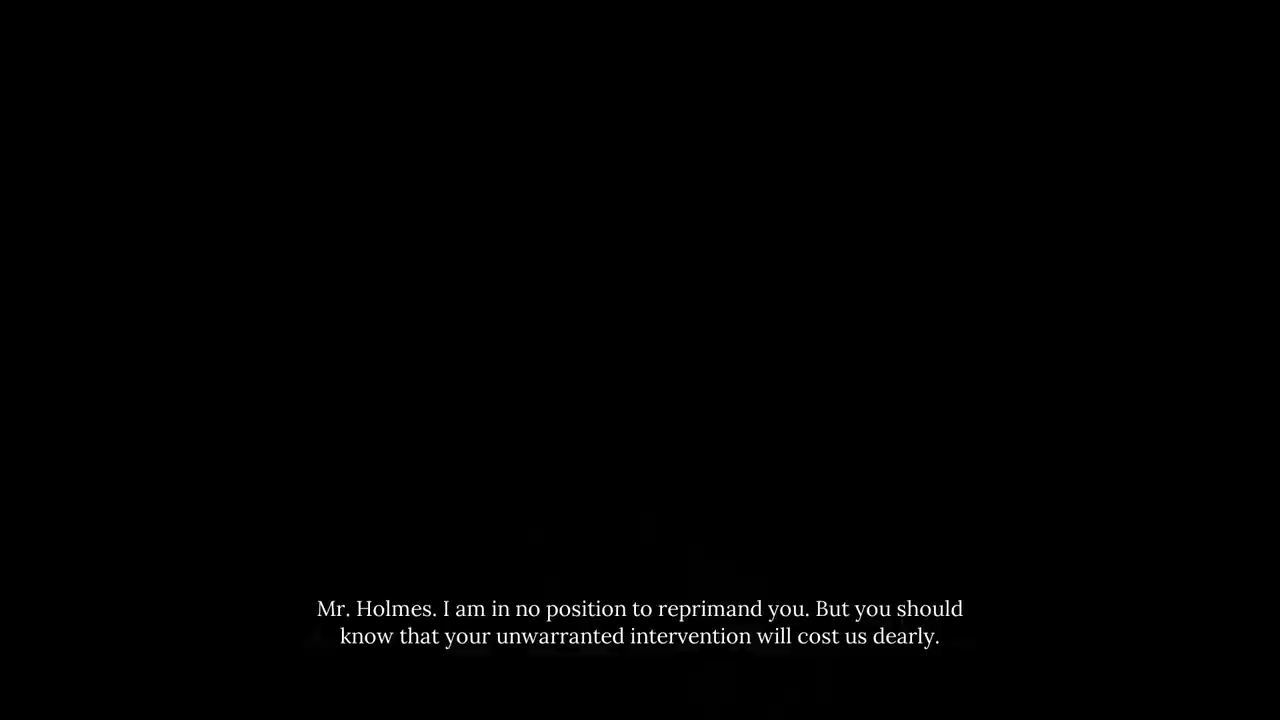 Mr. Holmes. I am in no position to reprimand you. But you should
know that your unwarranted intervention will cost us dearly.